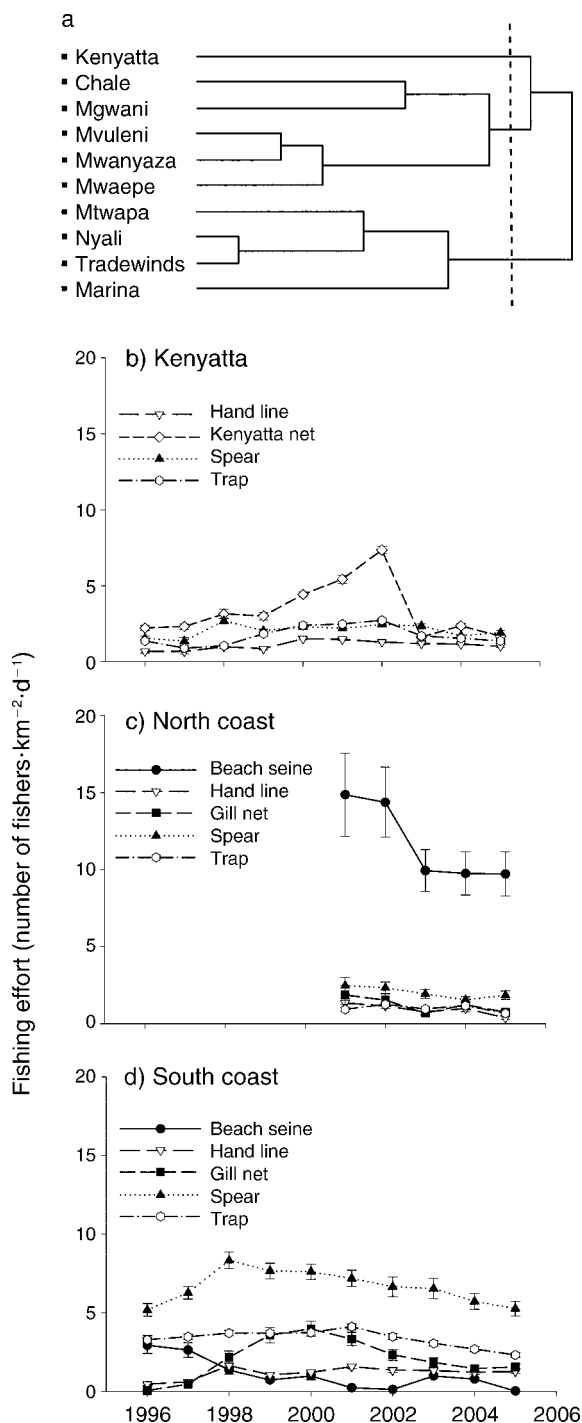 a
▪ Kenyatta
▪ Chale
▪ Mgwani
▪ Mvuleni
▪ Mwanyaza
▪ Mwaepe
▪ Mtwapa
▪ Nyali
▪ Tradewinds
▪ Marina
Fishing effort (number of fishers·km⁻²·d⁻¹)
b) Kenyatta
20
15
10
5
0
Hand line
Kenyatta net
Spear
Trap
c) North coast
20
15
10
5
0
Beach seine
Hand line
Gill net
Spear
Trap
d) South coast
20
15
10
5
0
Beach seine
Hand line
Gill net
Spear
Trap
1996 1998 2000 2002 2004 2006